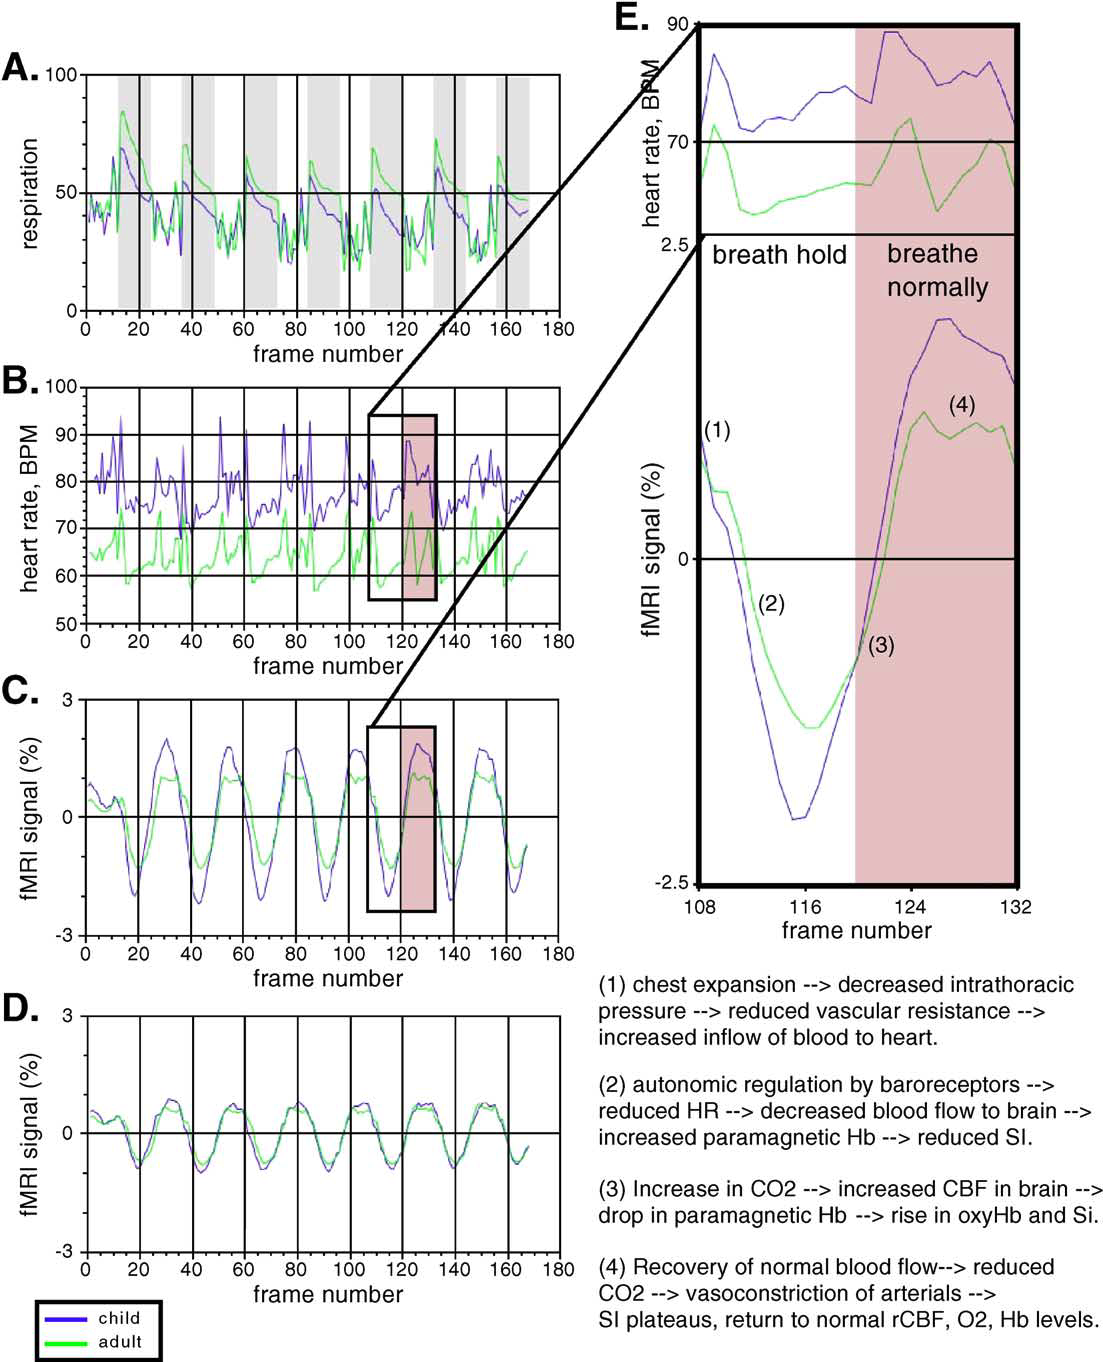 A.
100
50
0
respiration
0 20 40 60 80 100 120 140 160 180
frame number
B.
100
90
80
70
60
50
heart rate, BPM
0 20 40 60 80 100 120 140 160 180
frame number
C.
3
0
-3
fMRI signal (%)
0 20 40 60 80 100 120 140 160 180
frame number
D.
3
0
-3
fMRI signal (%)
0 20 40 60 80 100 120 140 160 180
frame number
child
adult
E.
90
70
heart rate, BPM
2.5
breath hold
breathe
normally
(1)
(2)
(3)
(4)
0
-2.5
fMRI signal (%)
108 116 124 132
frame number
(1) chest expansion --> decreased intrathoracic
pressure --> reduced vascular resistance -->
increased inflow of blood to heart.
(2) autonomic regulation by baroreceptors -->
reduced HR --> decreased blood flow to brain -->
increased paramagnetic Hb --> reduced SI.
(3) Increase in CO2 --> increased CBF in brain -->
drop in paramagnetic Hb --> rise in oxyHb and Si.
(4) Recovery of normal blood flow--> reduced
CO2 --> vasoconstriction of arterials -->
SI plateaus, return to normal rCBF, O2, Hb levels.